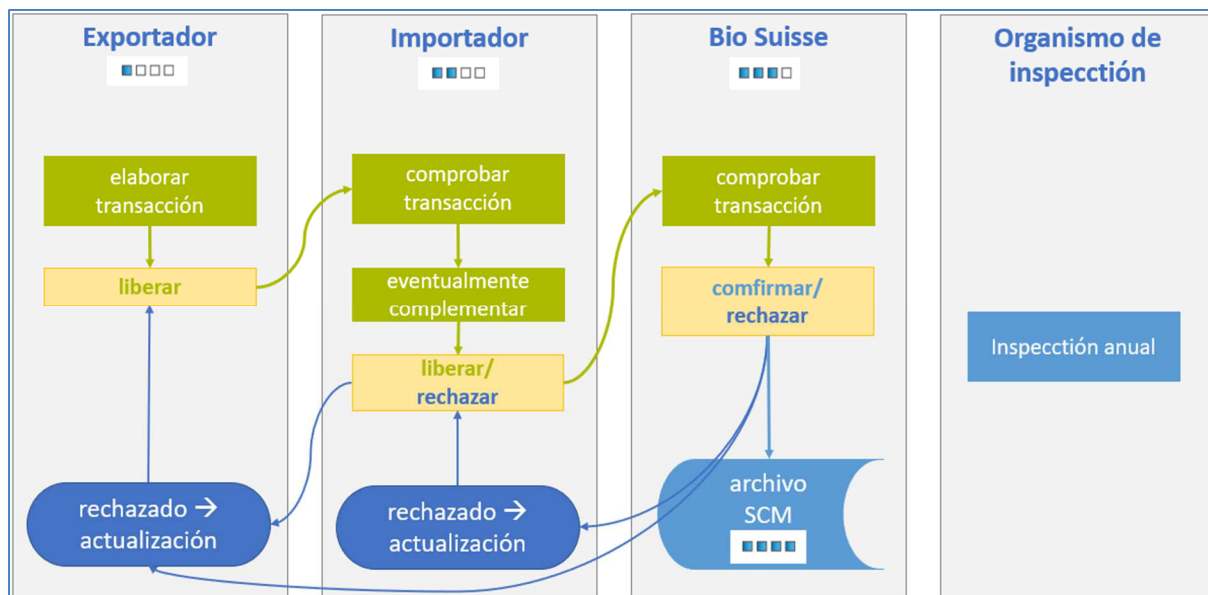 Exportador
elaborar
transacción
liberar
rechazado →
actualización
Importador
comprobar
transacción
eventualmente
complementar
liberar/
rechazar
rechazado →
actualización
Bio Suisse
comprobar
transacción
comfirmar/
rechazar
archivo
SCM
Organismo de
inspecctión
Inspecctión anual